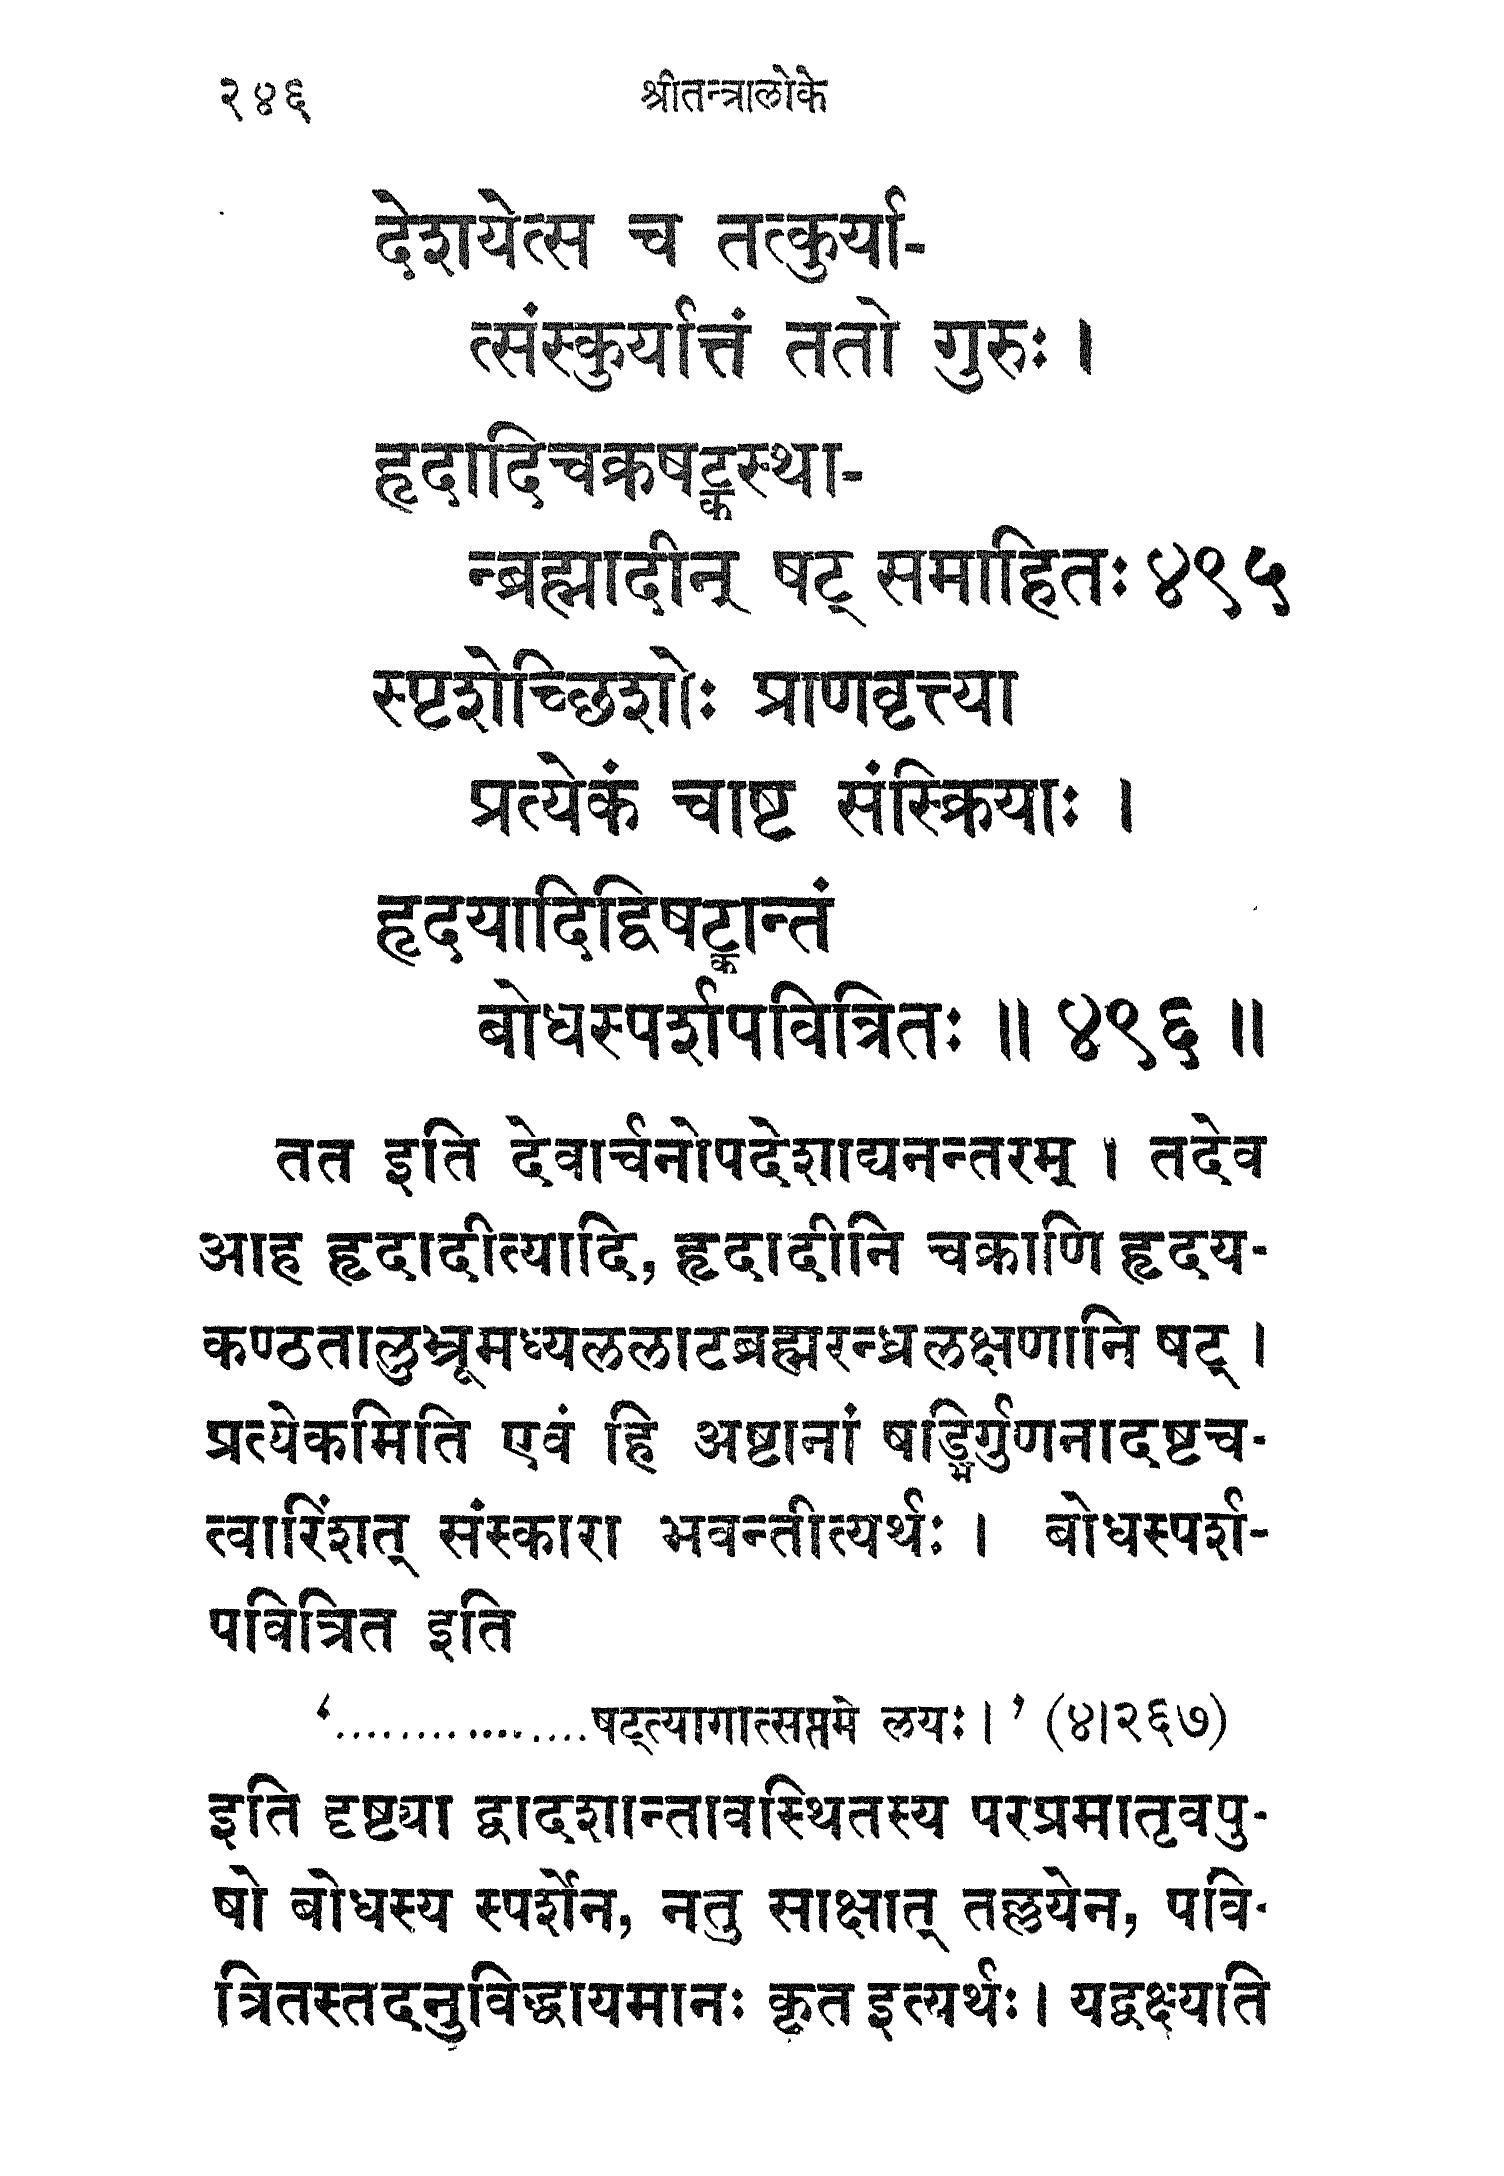 २४६ श्रीतन्त्रालोके
देशयेत्स च तत्कुर्या-
त्संस्कुर्यात्तं ततो गुरुः ।
हृदादिचक्रषट्कस्था-
न्ब्रह्मादीन् षट् समाहितः ४९५
स्पृशेच्छिशोः प्राणवृत्त्या
प्रत्येकं चाष्ट संस्क्रियाः ।
हृदयादिद्विषट्कान्तं
बोधस्पर्शपवित्रितः ॥ ४९६ ॥
तत इति देवार्चनोपदेशाद्यनन्तरम् । तदेव
आह हृदादीत्यादि, हृदादीनि चक्राणि हृदय-
कण्ठतालुभ्रूमध्यललाटब्रह्मरन्ध्रलक्षणानि षट् ।
प्रत्येकमिति एवं हि अष्टानां षड्भिर्गुणनादष्टच-
त्वारिंशत् संस्कारा भवन्तीत्यर्थः । बोधस्पर्श-
पवित्रित इति
‘................षट्त्यागात्सप्तमे लयः । ’ (४।२६७)
इति दृष्ट्या द्वादशान्तावस्थितस्य परप्रमातृवपु-
षो बोधस्य स्पर्शेन, नतु साक्षात् तल्लयेन, पवि-
त्रितस्तदनुविद्धायमानः कृत इत्यर्थः । यद्वक्ष्यति